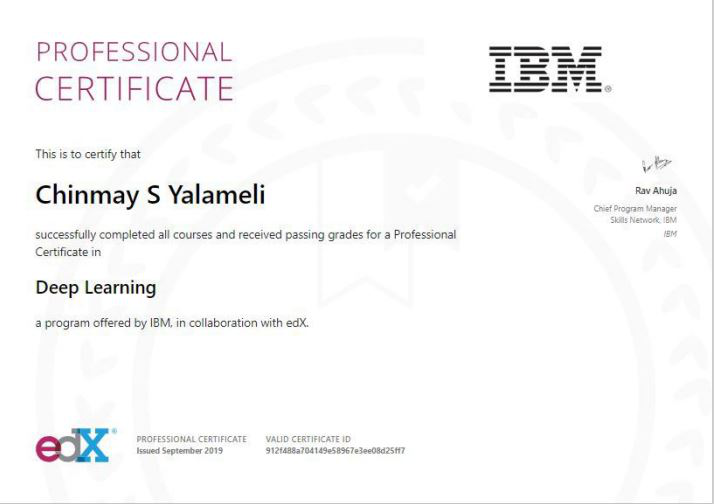 PROFESSIONAL
CERTIFICATE
IBM®
This is to certify that
Chinmay S Yalameli
successfully completed all courses and received passing grades for a Professional
Certificate in
Deep Learning
a program offered by IBM, in collaboration with edX.
Rav Ahuja
Chief Program Manager
Skills Network, IBM
IBM
edX®
PROFESSIONAL CERTIFICATE
Issued September 2019
VALID CERTIFICATE ID
912f488a704149e58967e3ee08d25ff7